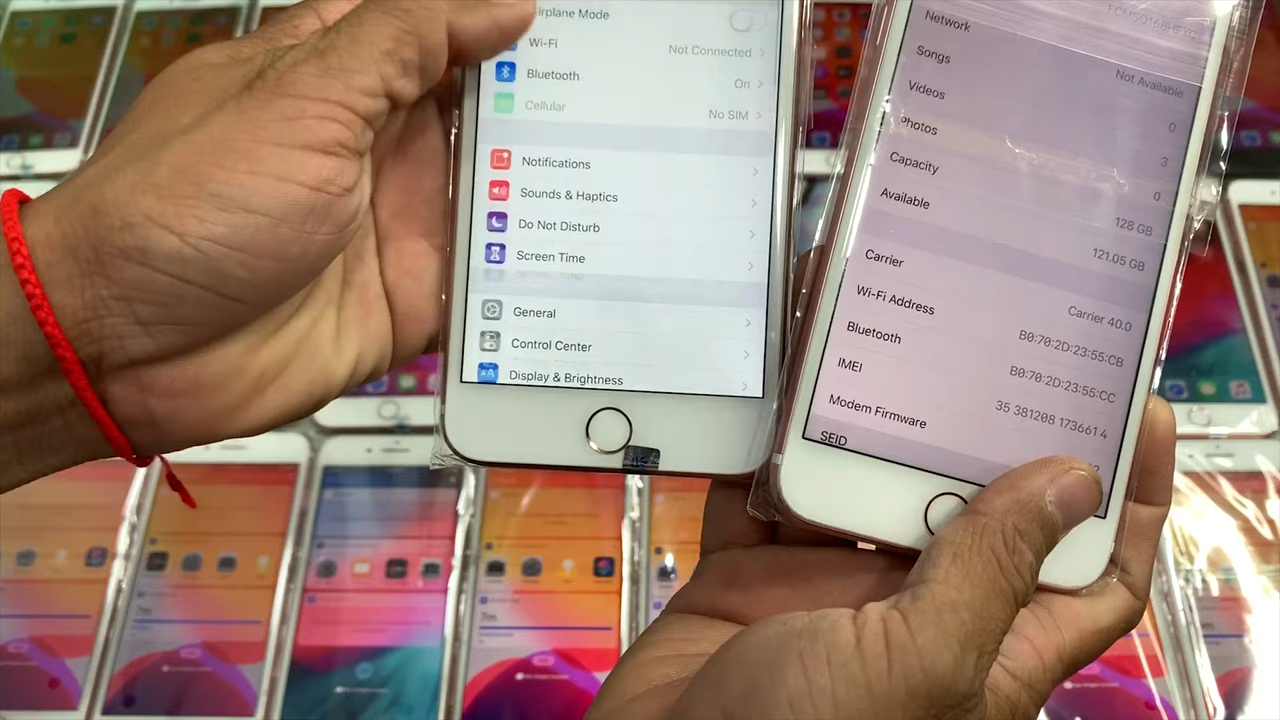 irplane Mode
Wi-Fi Not Connected
Bluetooth On
Cellular No SIM
Notifications
Sounds & Haptics
Do Not Disturb
Screen Time
General
Control Center
Display & Brightness
Network Not Available
Songs 0
Videos 3
Photos 0
Capacity 128 GB
Available 121.05 GB
Carrier Carrier 40.0
Wi-Fi Address B0:70:2D:23:55:CB
Bluetooth B0:70:2D:23:55:CC
IMEI 35 381208 173661 4
Modem Firmware
SEID
7m
7m